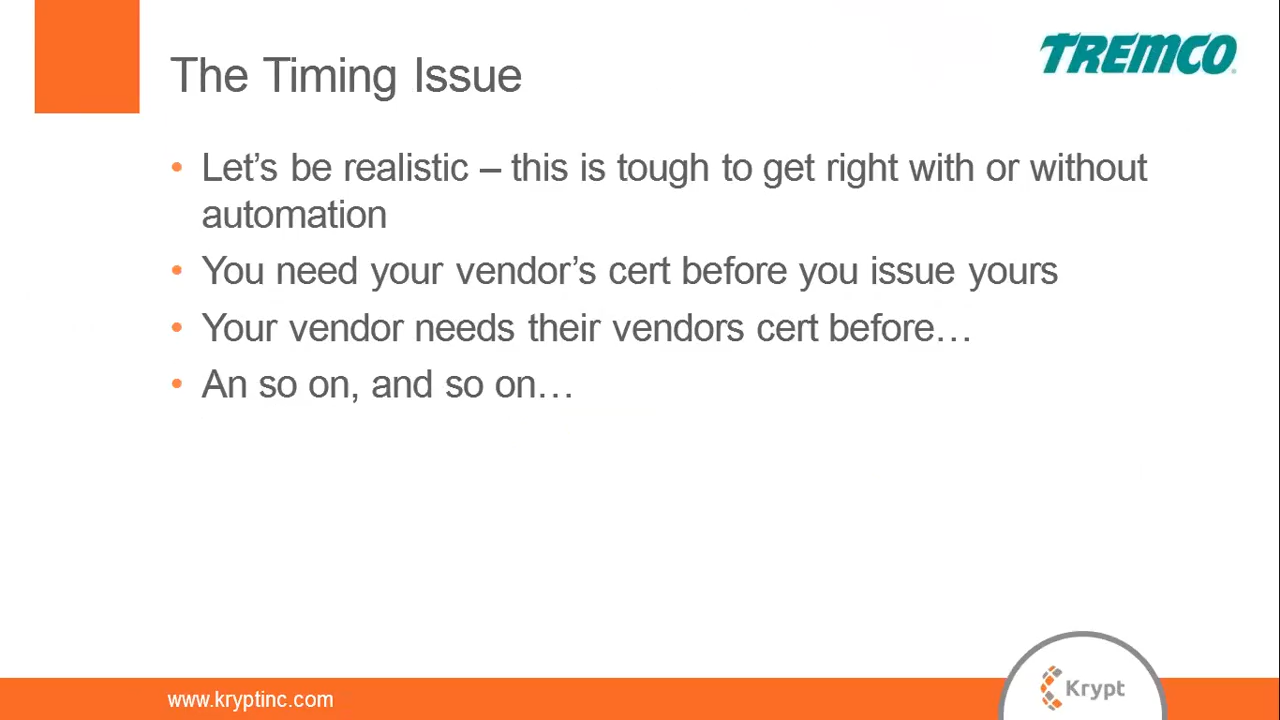 TREMCO
The Timing Issue
• Let’s be realistic – this is tough to get right with or without
automation
• You need your vendor’s cert before you issue yours
• Your vendor needs their vendors cert before…
• An so on, and so on…
www.kryptinc.com
Krypt